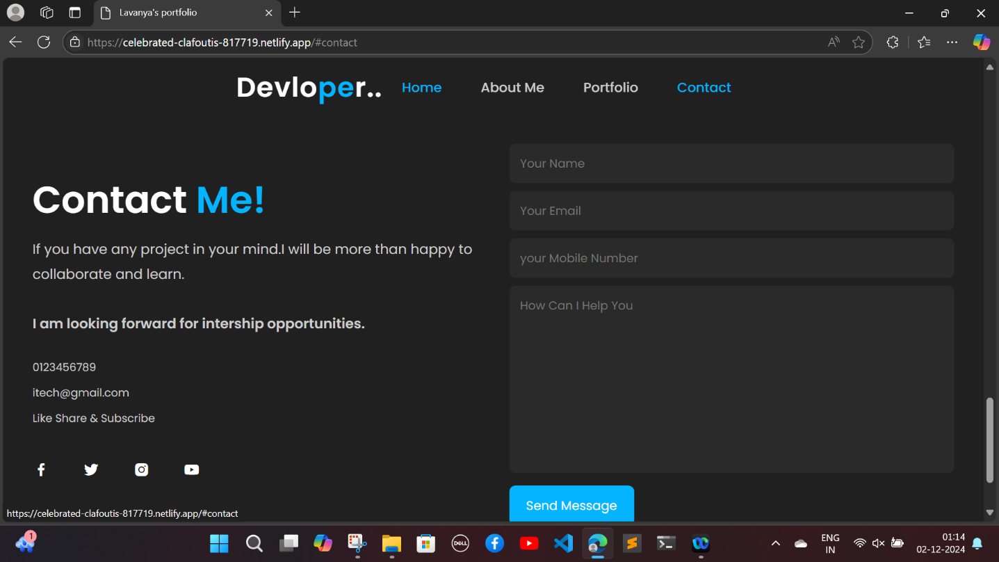 Lavanya's portfolio
https://celebrated-clafoutis-817719.netlify.app/#contact
Devloper..
Home
About Me
Portfolio
Contact
Contact Me!
If you have any project in your mind.I will be more than happy to
collaborate and learn.
I am looking forward for intership opportunities.
0123456789
itech@gmail.com
Like Share & Subscribe
Your Name
Your Email
your Mobile Number
How Can I Help You
Send Message
https://celebrated-clafoutis-817719.netlify.app/#contact
1
DELL
ENG
IN
01:14
02-12-2024